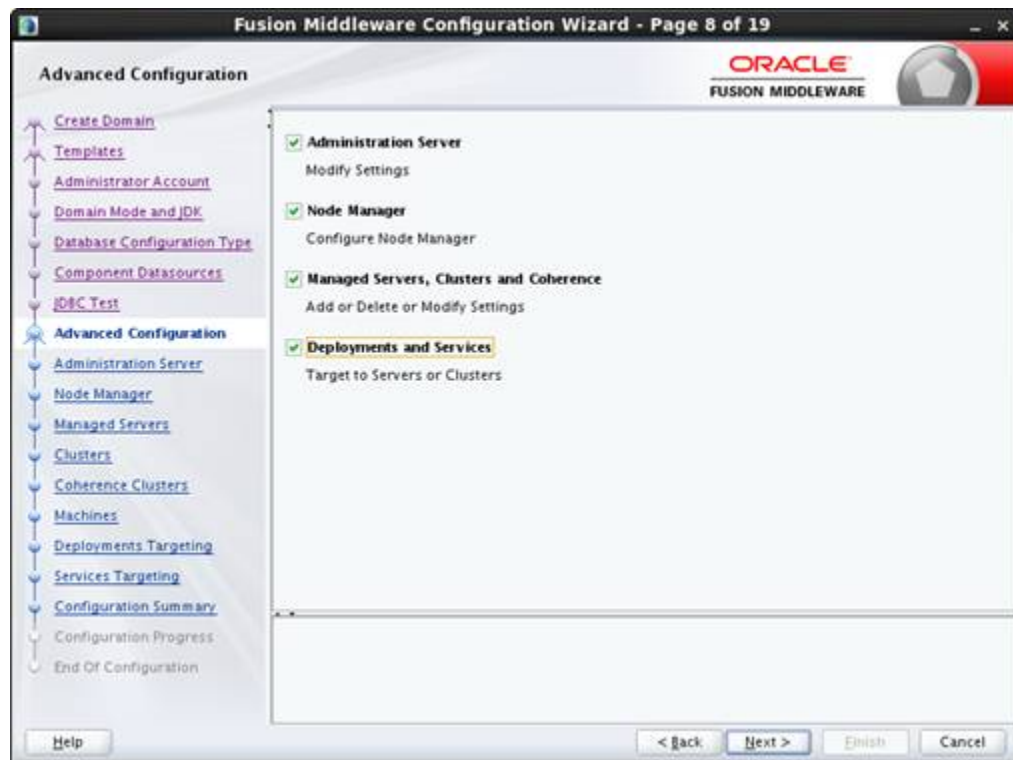 Fusion Middleware Configuration Wizard - Page 8 of 19
Advanced Configuration
ORACLE
FUSION MIDDLEWARE
Create Domain
Templates
Administrator Account
Domain Mode and JDK
Database Configuration Type
Component Datasources
JDBC Test
Advanced Configuration
Administration Server
Node Manager
Managed Servers
Clusters
Coherence Clusters
Machines
Deployments Targeting
Services Targeting
Configuration Summary
Configuration Progress
End Of Configuration
Administration Server
Modify Settings
Node Manager
Configure Node Manager
Managed Servers, Clusters and Coherence
Add or Delete or Modify Settings
Deployments and Services
Target to Servers or Clusters
Help
< Back
Next >
Finish
Cancel